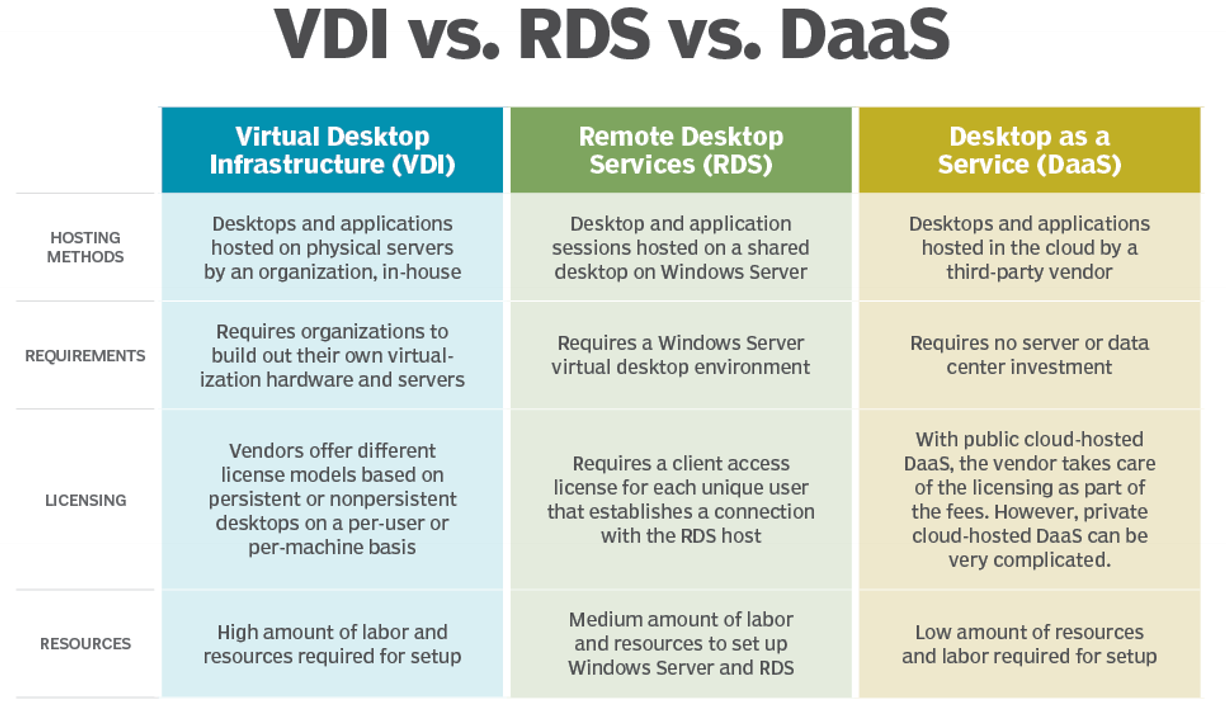 VDI vs. RDS vs. DaaS
Virtual Desktop
Infrastructure (VDI)
Remote Desktop
Services (RDS)
Desktop as a
Service (DaaS)
HOSTING
METHODS
Desktops and applications
hosted on physical servers
by an organization, in-house
Desktop and application
sessions hosted on a shared
desktop on Windows Server
Desktops and applications
hosted in the cloud by a
third-party vendor
REQUIREMENTS
Requires organizations to
build out their own virtual-
ization hardware and servers
Requires a Windows Server
virtual desktop environment
Requires no server or data
center investment
LICENSING
Vendors offer different
license models based on
persistent or nonpersistent
desktops on a per-user or
per-machine basis
Requires a client access
license for each unique user
that establishes a connection
with the RDS host
With public cloud-hosted
DaaS, the vendor takes care
of the licensing as part of
the fees. However, private
cloud-hosted DaaS can be
very complicated.
RESOURCES
High amount of labor and
resources required for setup
Medium amount of labor
and resources to set up
Windows Server and RDS
Low amount of resources
and labor required for setup